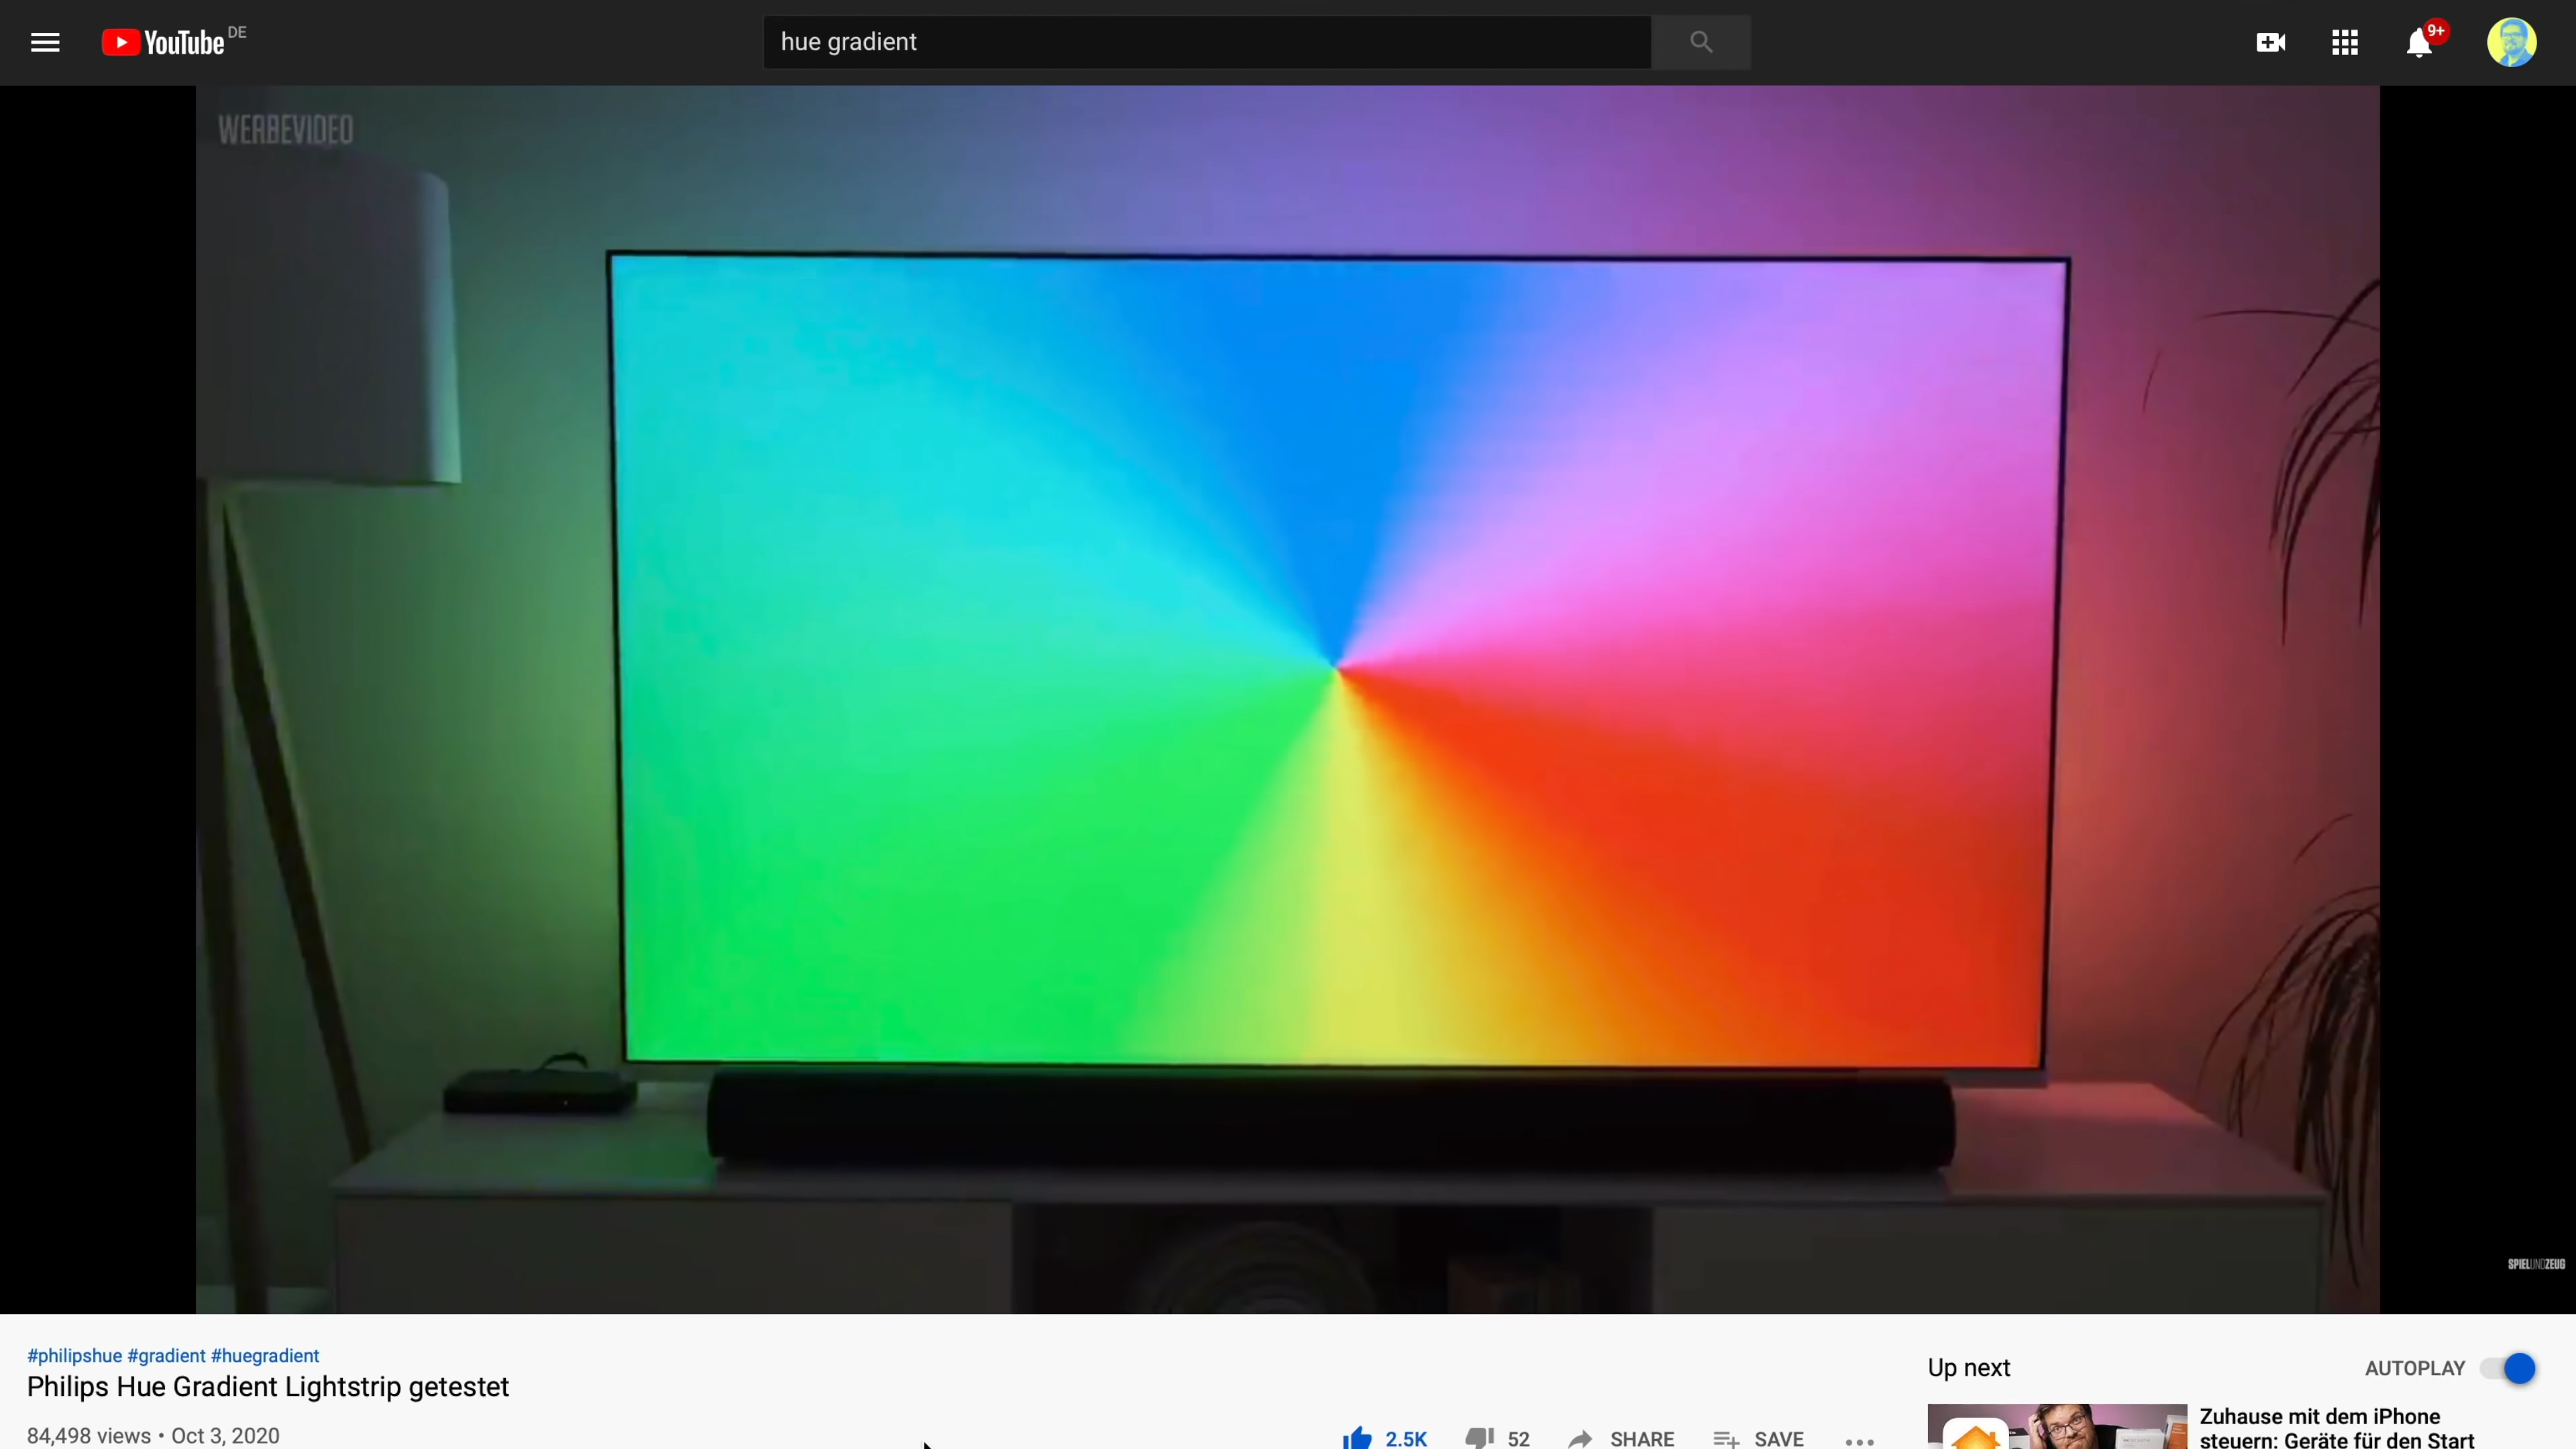 YouTube DE
hue gradient
9+
WERBEVIDEO
SPIELUNDZEUG
#philipshue #gradient #huegradient
Philips Hue Gradient Lightstrip getestet
84,498 views • Oct 3, 2020
2.5K
52
SHARE
SAVE
Up next
AUTOPLAY
Zuhause mit dem iPhone
steuern: Geräte für den Start